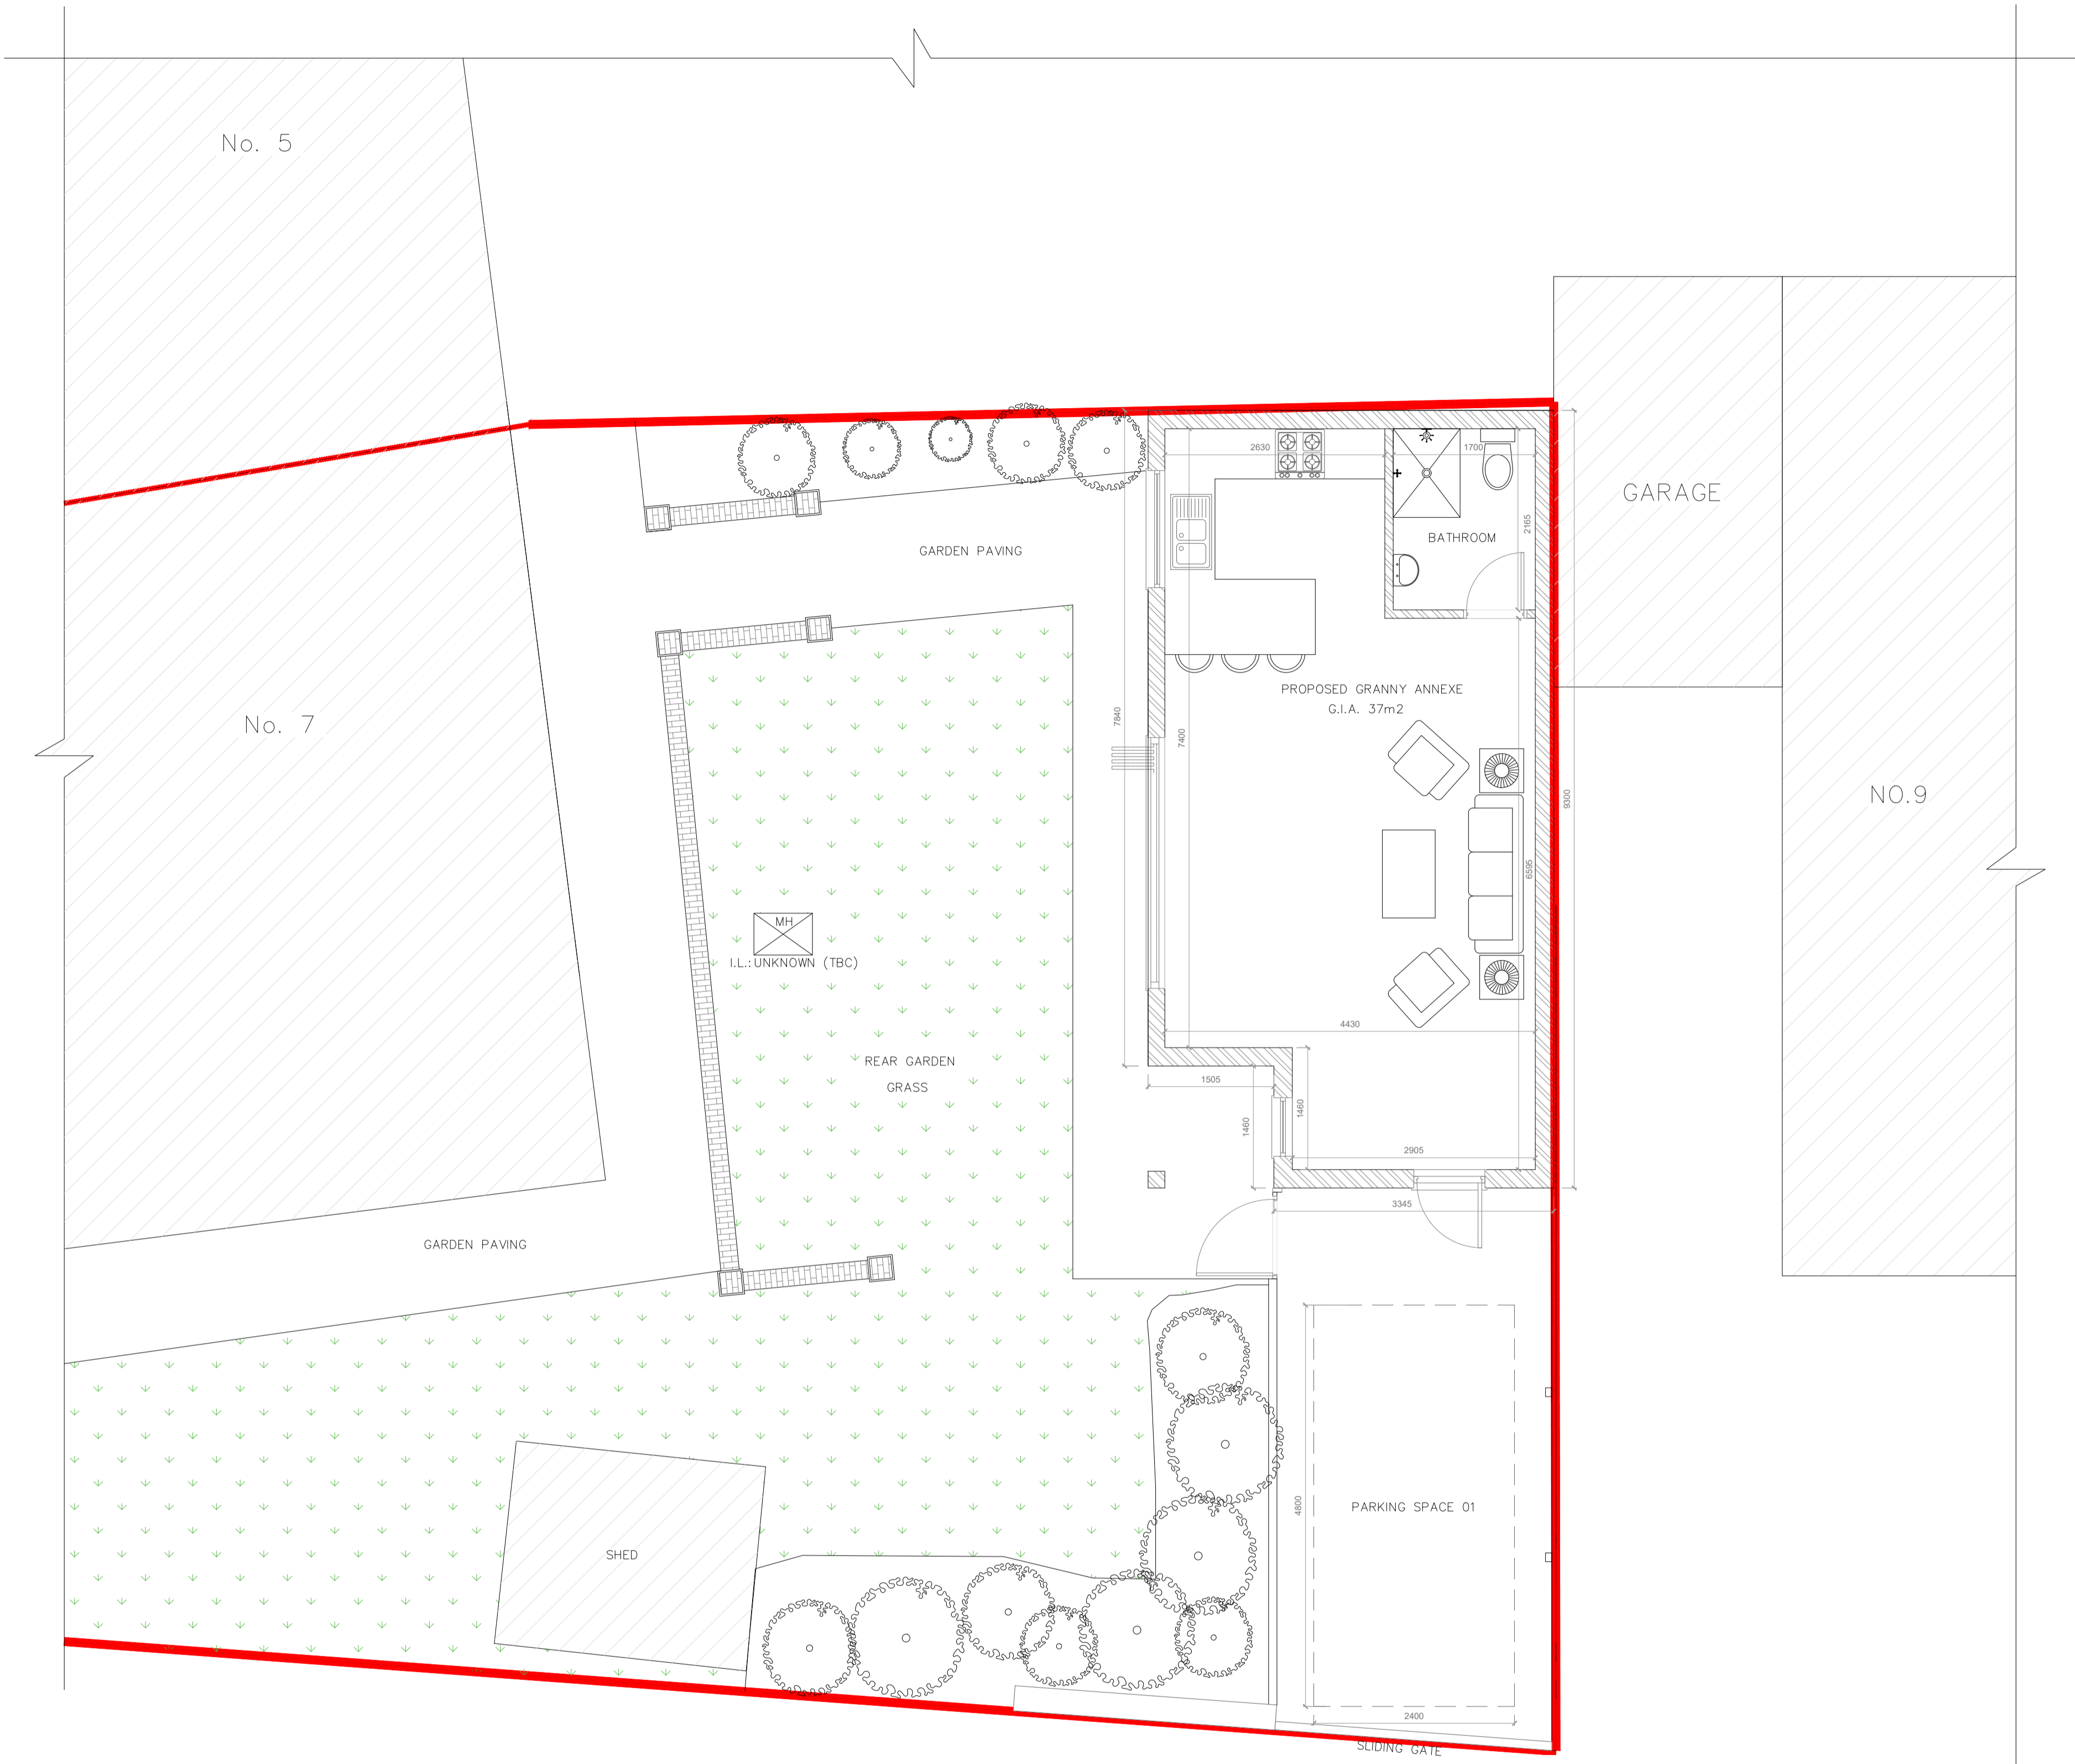 No. 5
2630
1700
GARAGE
2165
BATHROOM
GARDEN PAVING
PROPOSED GRANNY ANNEXE
G.I.A. 37m2
No. 7
7840
7400
NO.9
9300
6595
MH
I.L.:UNKNOWN (TBC)
4430
REAR GARDEN
GRASS
1505
1460
1460
2905
3345
GARDEN PAVING
4800
PARKING SPACE 01
SHED
2400
SLIDING GATE